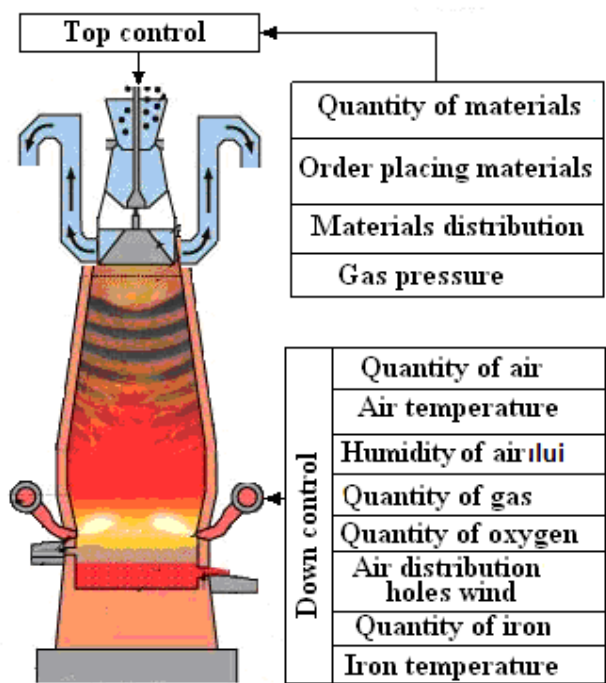 Top control
Quantity of materials
Order placing materials
Materials distribution
Gas pressure
Down control
Quantity of air
Air temperature
Humidity of airılui
Quantity of gas
Quantity of oxygen
Air distribution
holes wind
Quantity of iron
Iron temperature